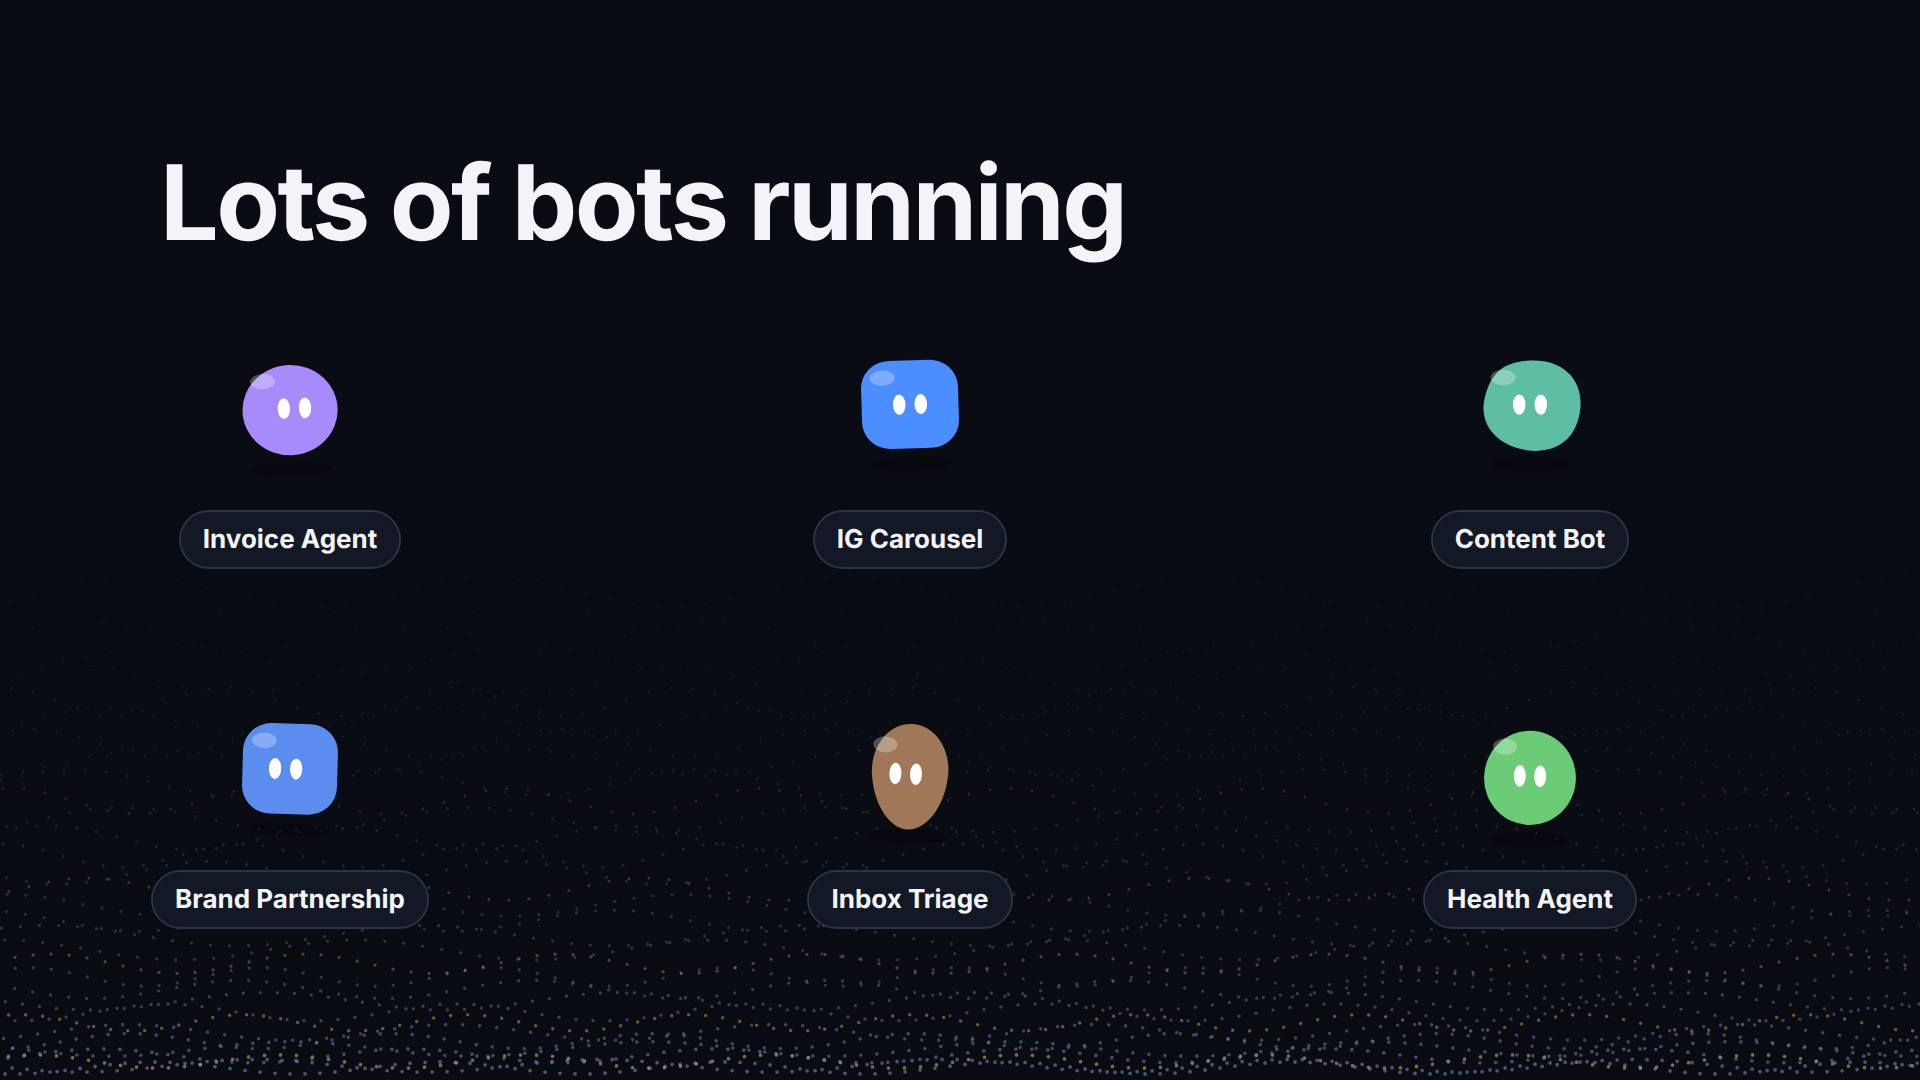 Lots of bots running
Invoice Agent
IG Carousel
Content Bot
Brand Partnership
Inbox Triage
Health Agent